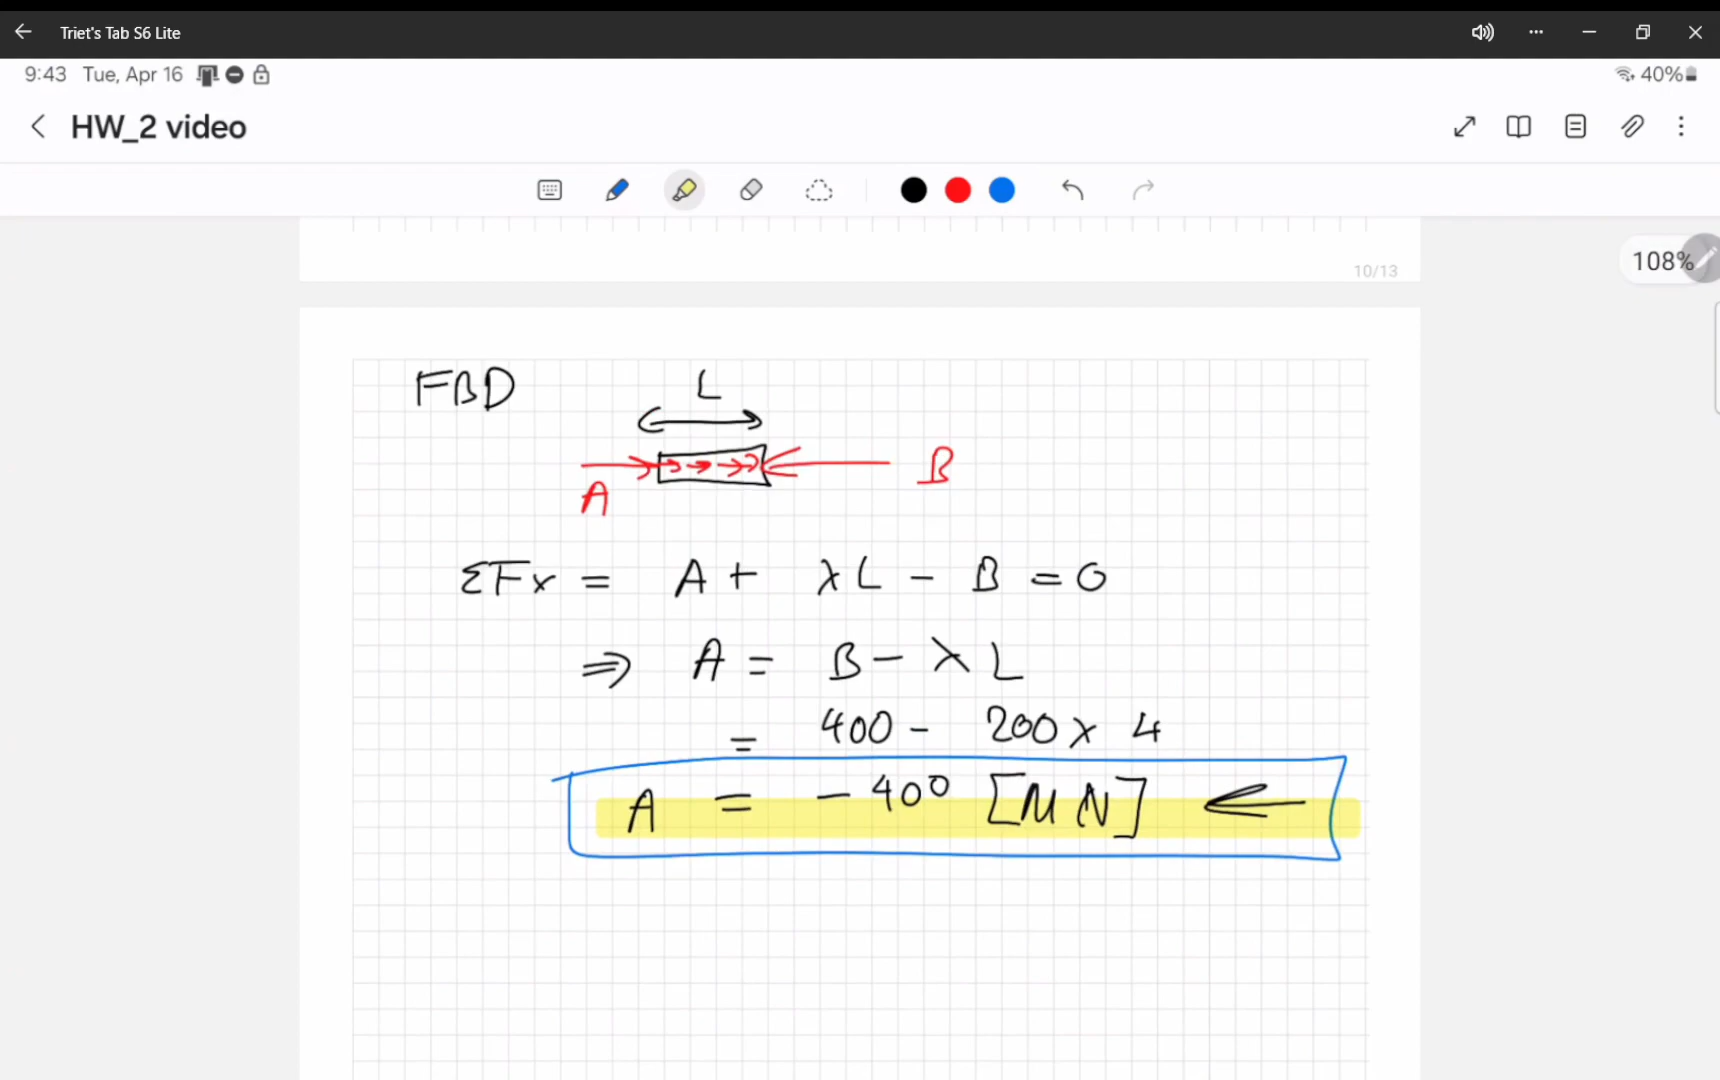 Triet's Tab S6 Lite
9:43 Tue, Apr 16
40%
HW_2 video
108%
10/13
FBD
L
A
B
ΣFx = A + λL - B = 0
⇒ A = B - λL
= 400 - 200 × 4
A = - 400 [MN] ←